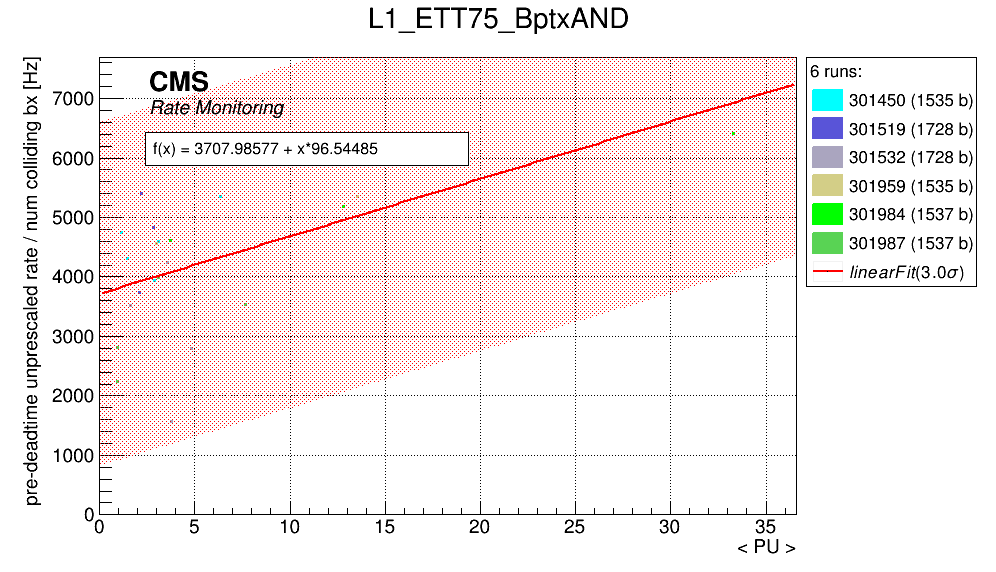 L1_ETT75_BptxAND
CMS
Rate Monitoring
f(x) = 3707.98577 + x*96.54485
pre-deadtime unprescaled rate / num colliding bx [Hz]
7000
6000
5000
4000
3000
2000
1000
0
0 5 10 15 20 25 30 35
< PU >
6 runs:
301450 (1535 b)
301519 (1728 b)
301532 (1728 b)
301959 (1535 b)
301984 (1537 b)
301987 (1537 b)
linearFit(3.0σ)